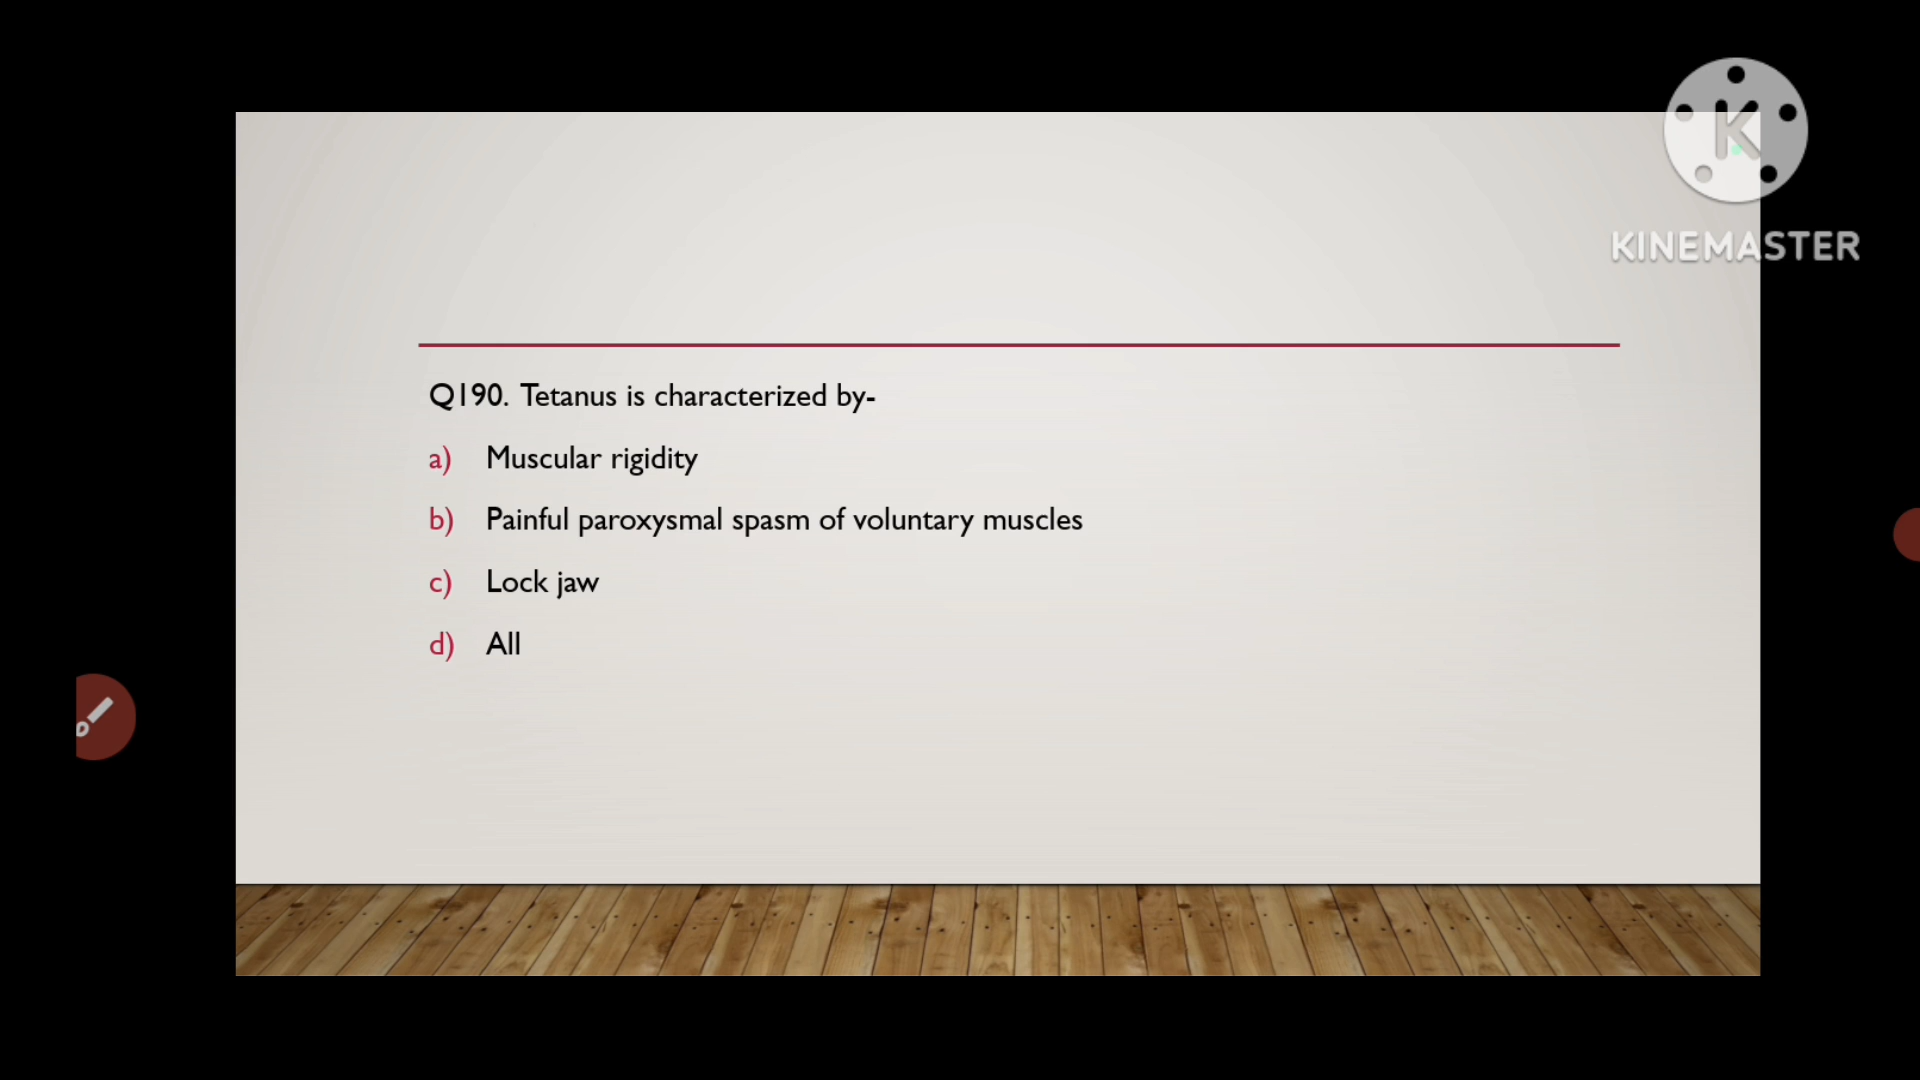 KINEMASTER
Q190. Tetanus is characterized by-
a) Muscular rigidity
b) Painful paroxysmal spasm of voluntary muscles
c) Lock jaw
d) All